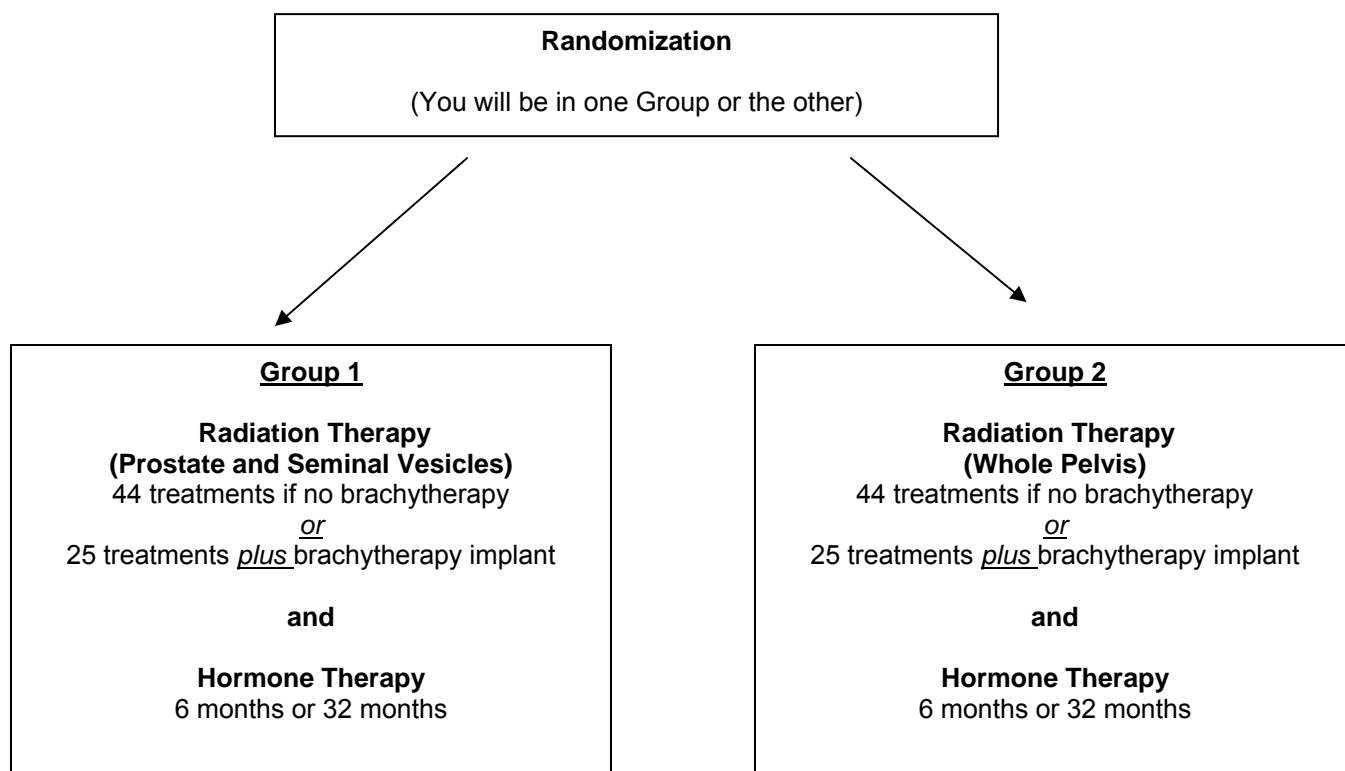 Randomization
(You will be in one Group or the other)
Group 1
Radiation Therapy
(Prostate and Seminal Vesicles)
44 treatments if no brachytherapy
or
25 treatments plus brachytherapy implant
and
Hormone Therapy
6 months or 32 months
Group 2
Radiation Therapy
(Whole Pelvis)
44 treatments if no brachytherapy
or
25 treatments plus brachytherapy implant
and
Hormone Therapy
6 months or 32 months